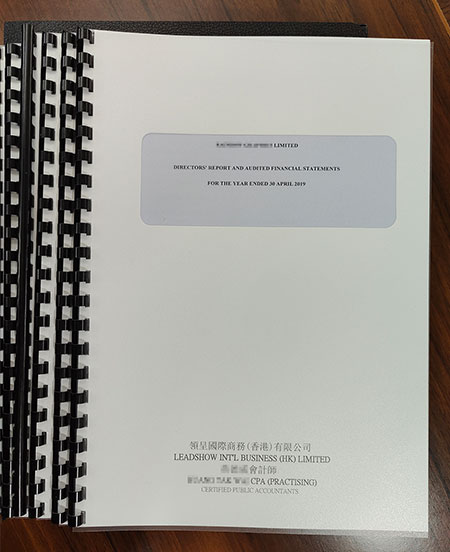 LIMITED
DIRECTORS' REPORT AND AUDITED FINANCIAL STATEMENTS
FOR THE YEAR ENDED 30 APRIL 2019
領呈國際商務(香港)有限公司
LEADSHOW INT'L BUSINESS (HK) LIMITED
會計師
CPA (PRACTISING)
CERTIFIED PUBLIC ACCOUNTANTS